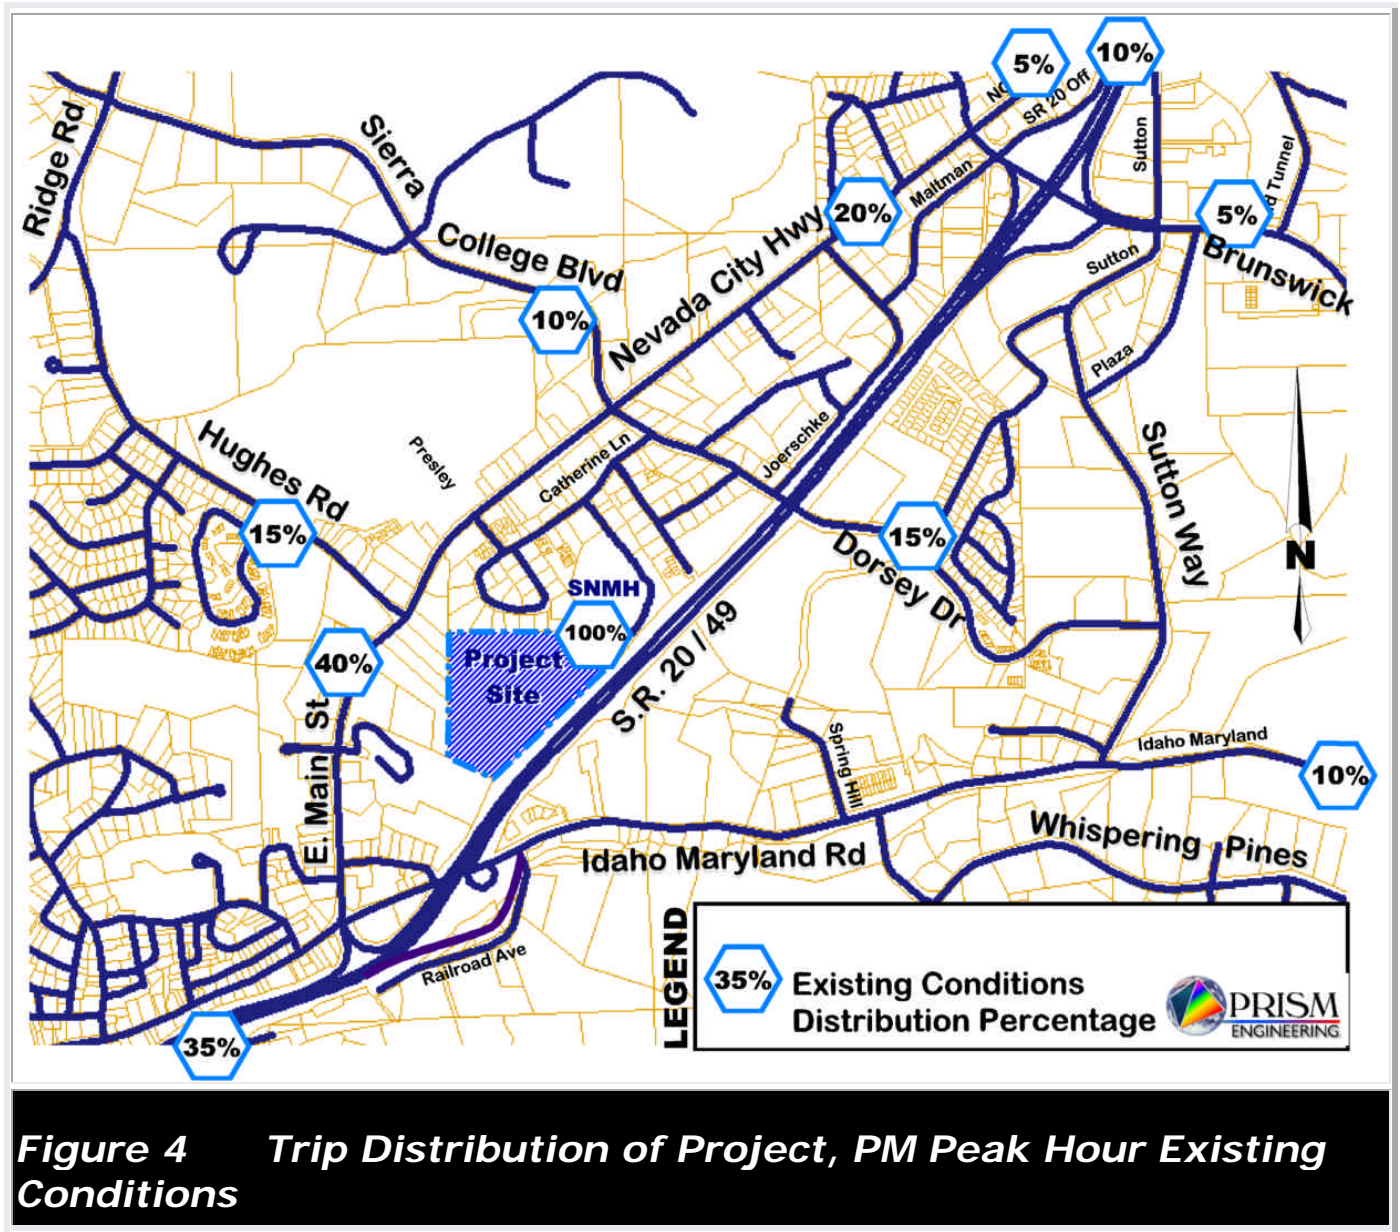 5%
10%
NC
SR 20 Off
Ridge Rd
Sierra
College Blvd
Maltman
Sutton
d Tunnel
20%
5%
Brunswick
Nevada City Hwy
Sutton
10%
Plaza
Hughes Rd
Presley
Catherine Ln
Joerschke
Sutton Way
15%
15%
Dorsey Dr
N
SNMH
100%
40%
Project
Site
S.R. 20 / 49
E. Main St
Spring Hill
Idaho Maryland
10%
Idaho Maryland Rd
Whispering Pines
Railroad Ave
35%
LEGEND
35%
Existing Conditions
Distribution Percentage
PRISM
ENGINEERING
Figure 4 Trip Distribution of Project, PM Peak Hour Existing
Conditions